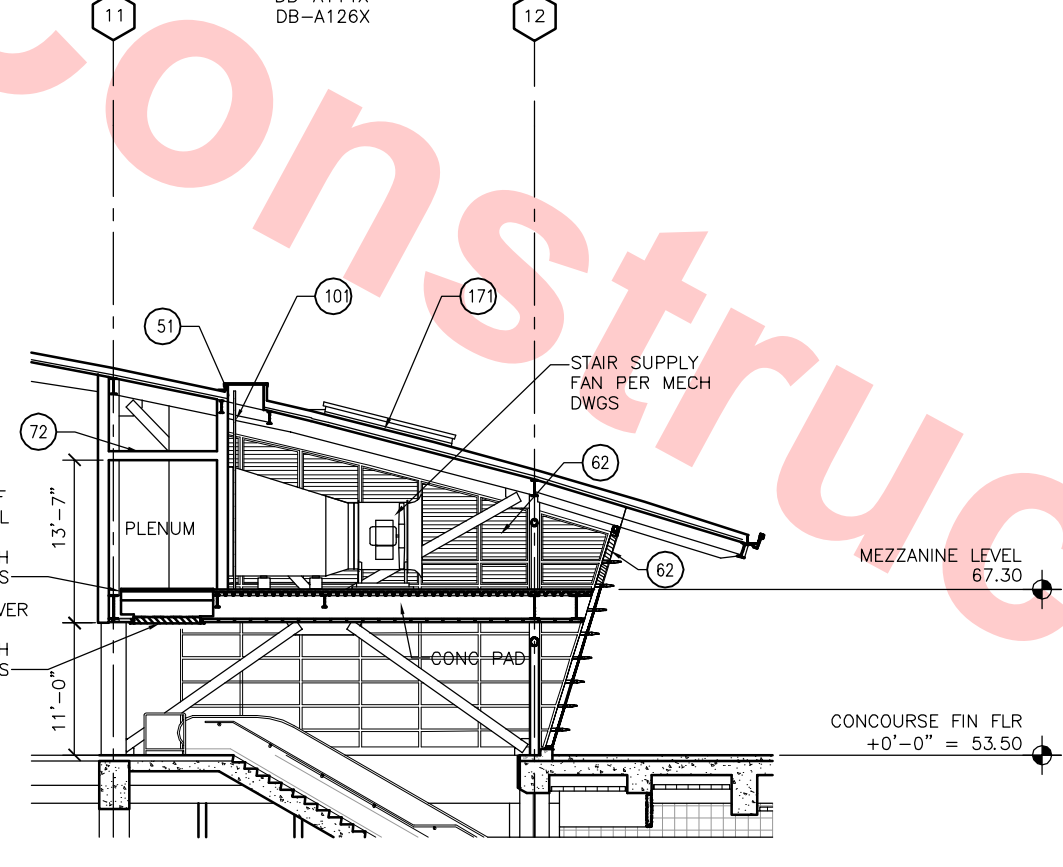 DB-A126X
11
12
101
171
51
STAIR SUPPLY
FAN PER MECH
DWGS
72
62
13'-7"
PLENUM
MEZZANINE LEVEL
67.30
62
CONC PAD
11'-0"
CONCOURSE FIN FLR
+0'-0" = 53.50
construc